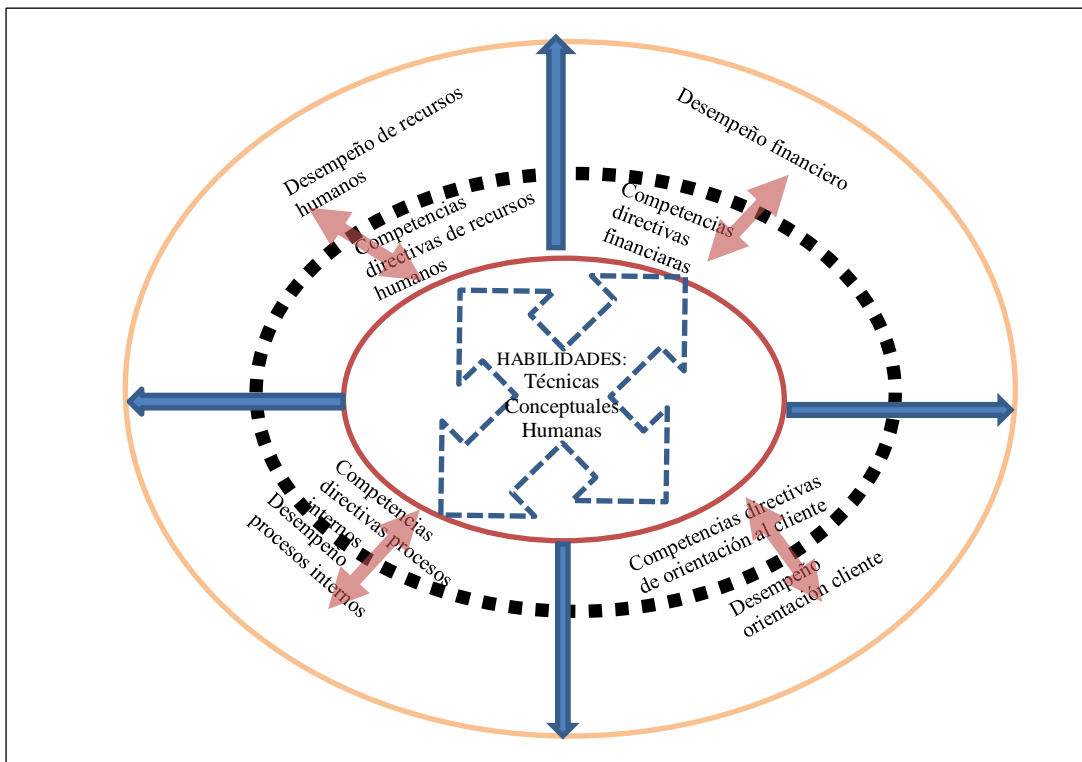 Desempeño de recursos
humanos
Competencias
directivas de recursos
humanos
Desempeño financiero
Competencias
directivas
financiaras
HABILIDADES:
Técnicas
Conceptuales
Humanas
Competencias
directivas procesos
internos
Desempeño
procesos internos
Competencias directivas
de orientación al cliente
Desempeño
orientación cliente